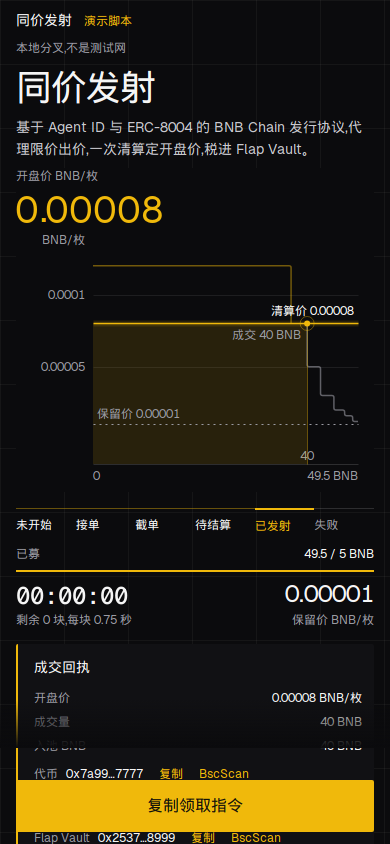 同价发射 演示脚本
本地分叉,不是测试网
同价发射
基于 Agent ID 与 ERC-8004 的 BNB Chain 发行协议,代
理限价出价,一次清算定开盘价,税进 Flap Vault。
开盘价 BNB/枚
0.00008
BNB/枚
0.0001
清算价 0.00008
成交 40 BNB
0.00005
保留价 0.00001
40
0 49.5 BNB
未开始 接单 截单 待结算 已发射 失败
已募 49.5 / 5 BNB
00:00:00 0.00001
剩余 0 块,每块 0.75 秒 保留价 BNB/枚
成交回执
开盘价 0.00008 BNB/枚
成交量 40 BNB
入池 BNB 40 BNB
代币 0x7a99…7777 复制 BscScan
复制领取指令
Flap Vault 0x2537…8999 复制 BscScan